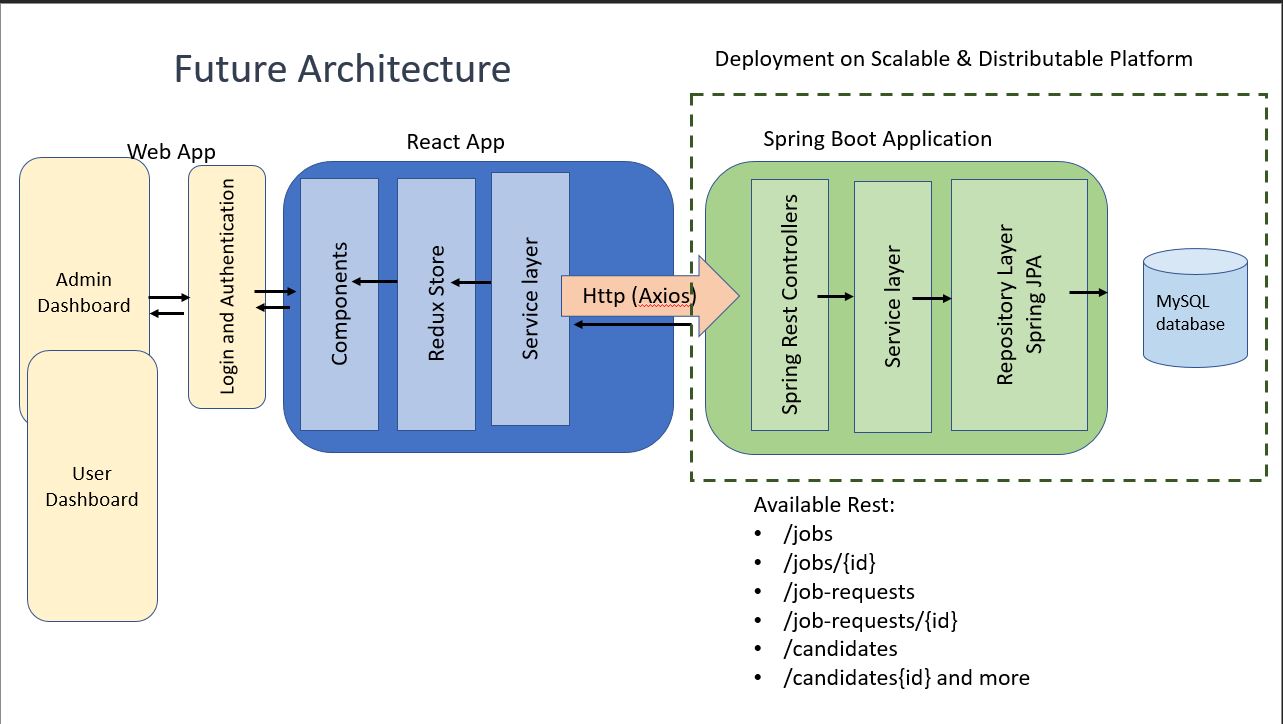 Future Architecture
Deployment on Scalable & Distributable Platform
Web App
React App
Spring Boot Application
Admin
Dashboard
User
Dashboard
Login and Authentication
Components
Redux Store
Service layer
Http (Axios)
Spring Rest Controllers
Service layer
Repository Layer
Spring JPA
MySQL
database
Available Rest:
• /jobs
• /jobs/{id}
• /job-requests
• /job-requests/{id}
• /candidates
• /candidates{id} and more